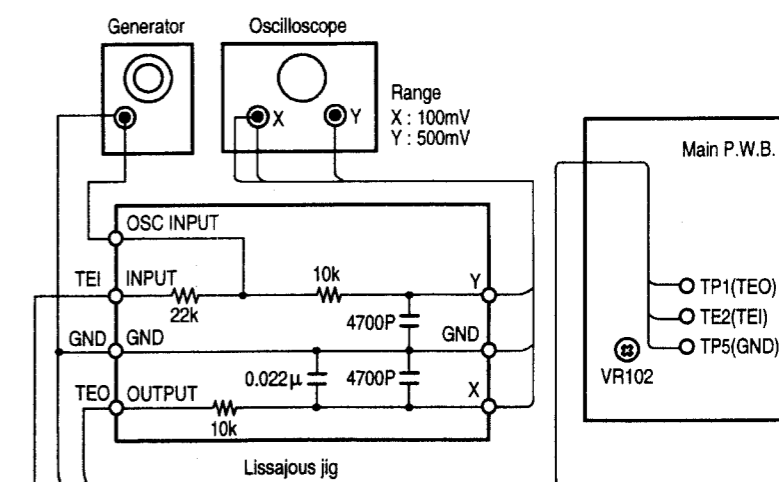 Generator
Oscilloscope
X
Y
Range
X : 100mV
Y : 500mV
Main P.W.B.
OSC INPUT
TEI
INPUT
22k
10k
Y
4700P
GND
GND
GND
0.022μ
4700P
TEO
OUTPUT
10k
X
Lissajous jig
TP1(TEO)
TE2(TEI)
TP5(GND)
VR102